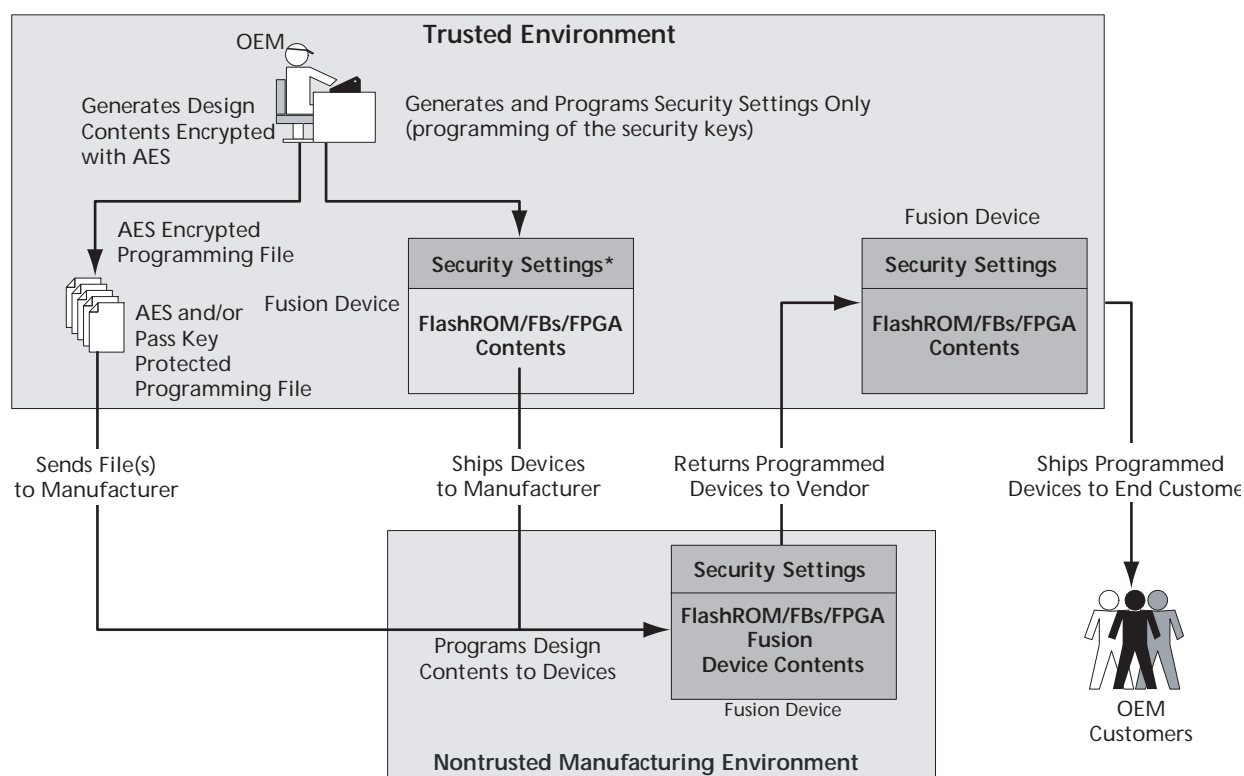 Trusted Environment
OEM
Generates Design
Contents Encrypted
with AES
Generates and Programs Security Settings Only
(programming of the security keys)
AES Encrypted
Programming File
AES and/or
Pass Key
Protected
Programming File
Fusion Device
Security Settings*
FlashROM/FBs/FPGA
Contents
Fusion Device
Security Settings
FlashROM/FBs/FPGA
Contents
Sends File(s)
to Manufacturer
Ships Devices
to Manufacturer
Returns Programmed
Devices to Vendor
Ships Programmed
Devices to End Custome
Security Settings
FlashROM/FBs/FPGA
Fusion
Device Contents
Fusion Device
Programs Design
Contents to Devices
Nontrusted Manufacturing Environment
OEM
Customers